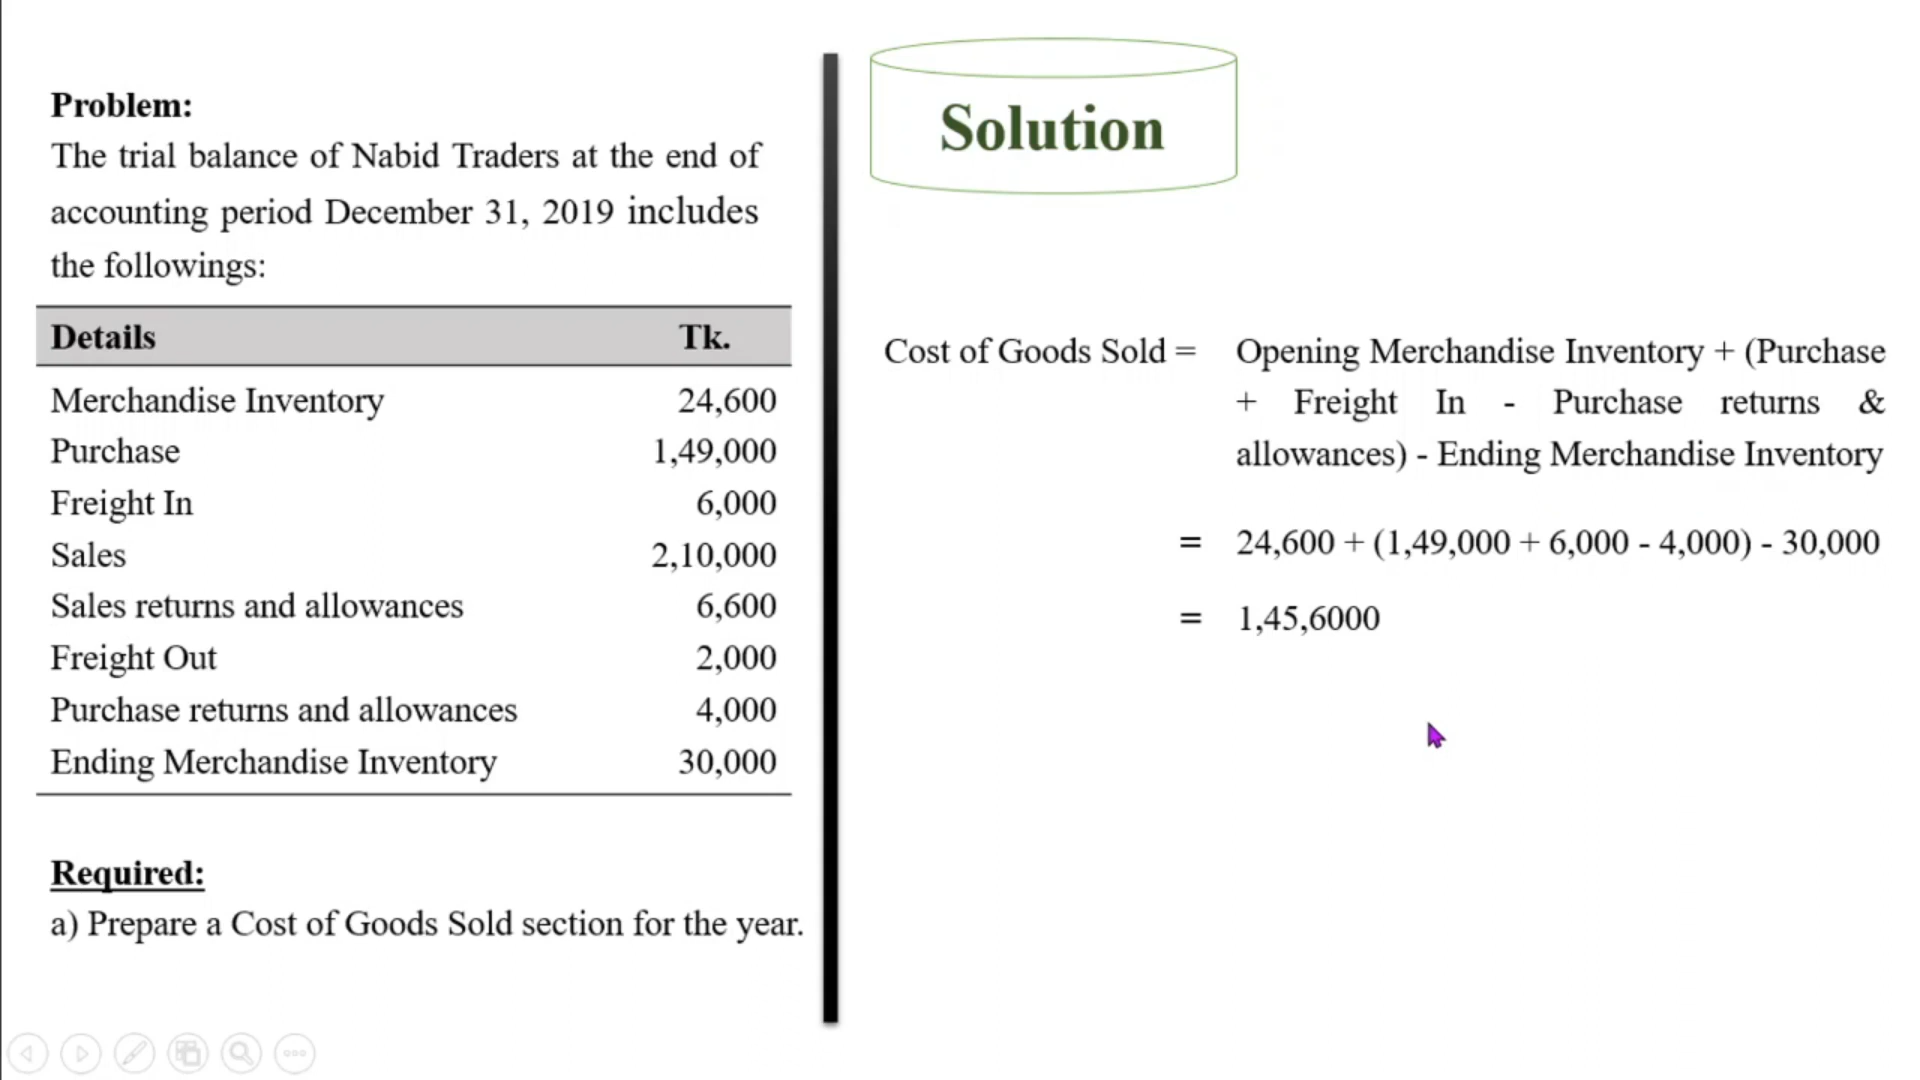 Problem:
The trial balance of Nabid Traders at the end of
accounting period December 31, 2019 includes
the followings:
Details Tk.
Merchandise Inventory 24,600
Purchase 1,49,000
Freight In 6,000
Sales 2,10,000
Sales returns and allowances 6,600
Freight Out 2,000
Purchase returns and allowances 4,000
Ending Merchandise Inventory 30,000
Required:
a) Prepare a Cost of Goods Sold section for the year.
Solution
Cost of Goods Sold = Opening Merchandise Inventory + (Purchase
+ Freight In - Purchase returns &
allowances) - Ending Merchandise Inventory
= 24,600 + (1,49,000 + 6,000 - 4,000) - 30,000
= 1,45,6000